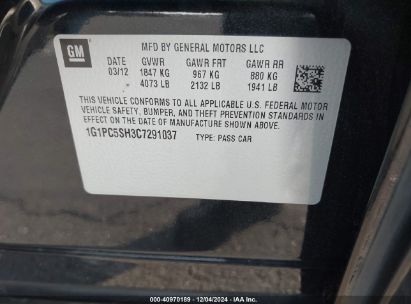 GM
MFD BY GENERAL MOTORS LLC
DATE GVWR GAWR FRT GAWR RR
03/12 1847 KG 967 KG 880 KG
4073 LB 2132 LB 1941 LB
THIS VEHICLE CONFORMS TO ALL APPLICABLE U.S. FEDERAL MOTOR
VEHICLE SAFETY, BUMPER, AND THEFT PREVENTION STANDARDS IN
EFFECT ON THE DATE OF MANUFACTURE SHOWN ABOVE.
1G1PC5SH3C7291037 TYPE: PASS CAR
200-40970189 - 12/04/2024 - IAA Inc.